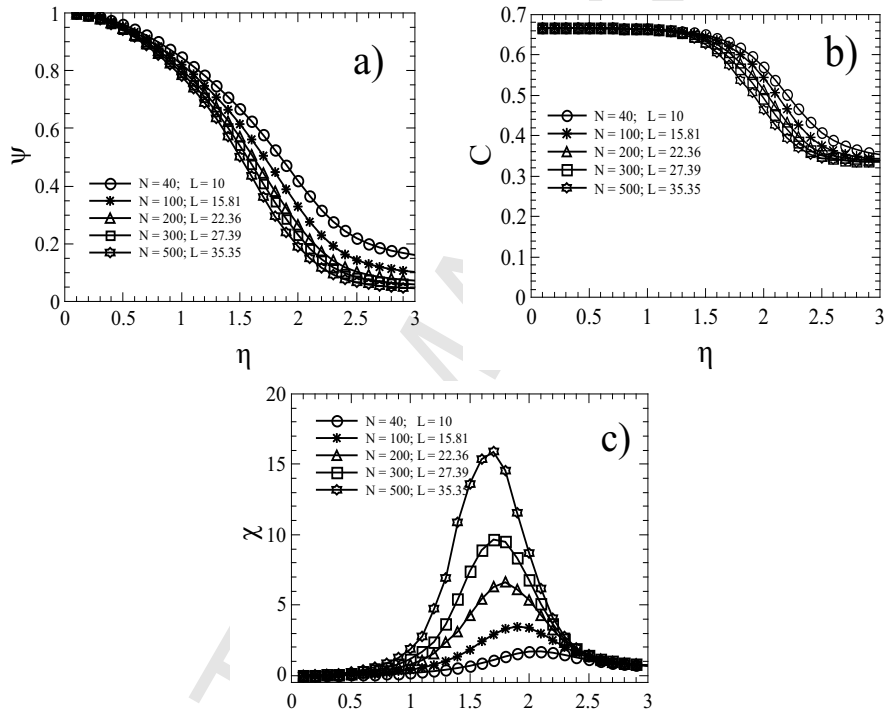 a)
ψ
1
0.8
0.6
0.4
0.2
0
N = 40; L = 10
N = 100; L = 15.81
N = 200; L = 22.36
N = 300; L = 27.39
N = 500; L = 35.35
0 0.5 1 1.5 2 2.5 3
η
b)
C
0.7
0.6
0.5
0.4
0.3
0.2
0.1
0
N = 40; L = 10
N = 100; L = 15.81
N = 200; L = 22.36
N = 300; L = 27.39
N = 500; L = 35.35
0 0.5 1 1.5 2 2.5 3
η
c)
χ
20
15
10
5
0
N = 40; L = 10
N = 100; L = 15.81
N = 200; L = 22.36
N = 300; L = 27.39
N = 500; L = 35.35
0 0.5 1 1.5 2 2.5 3